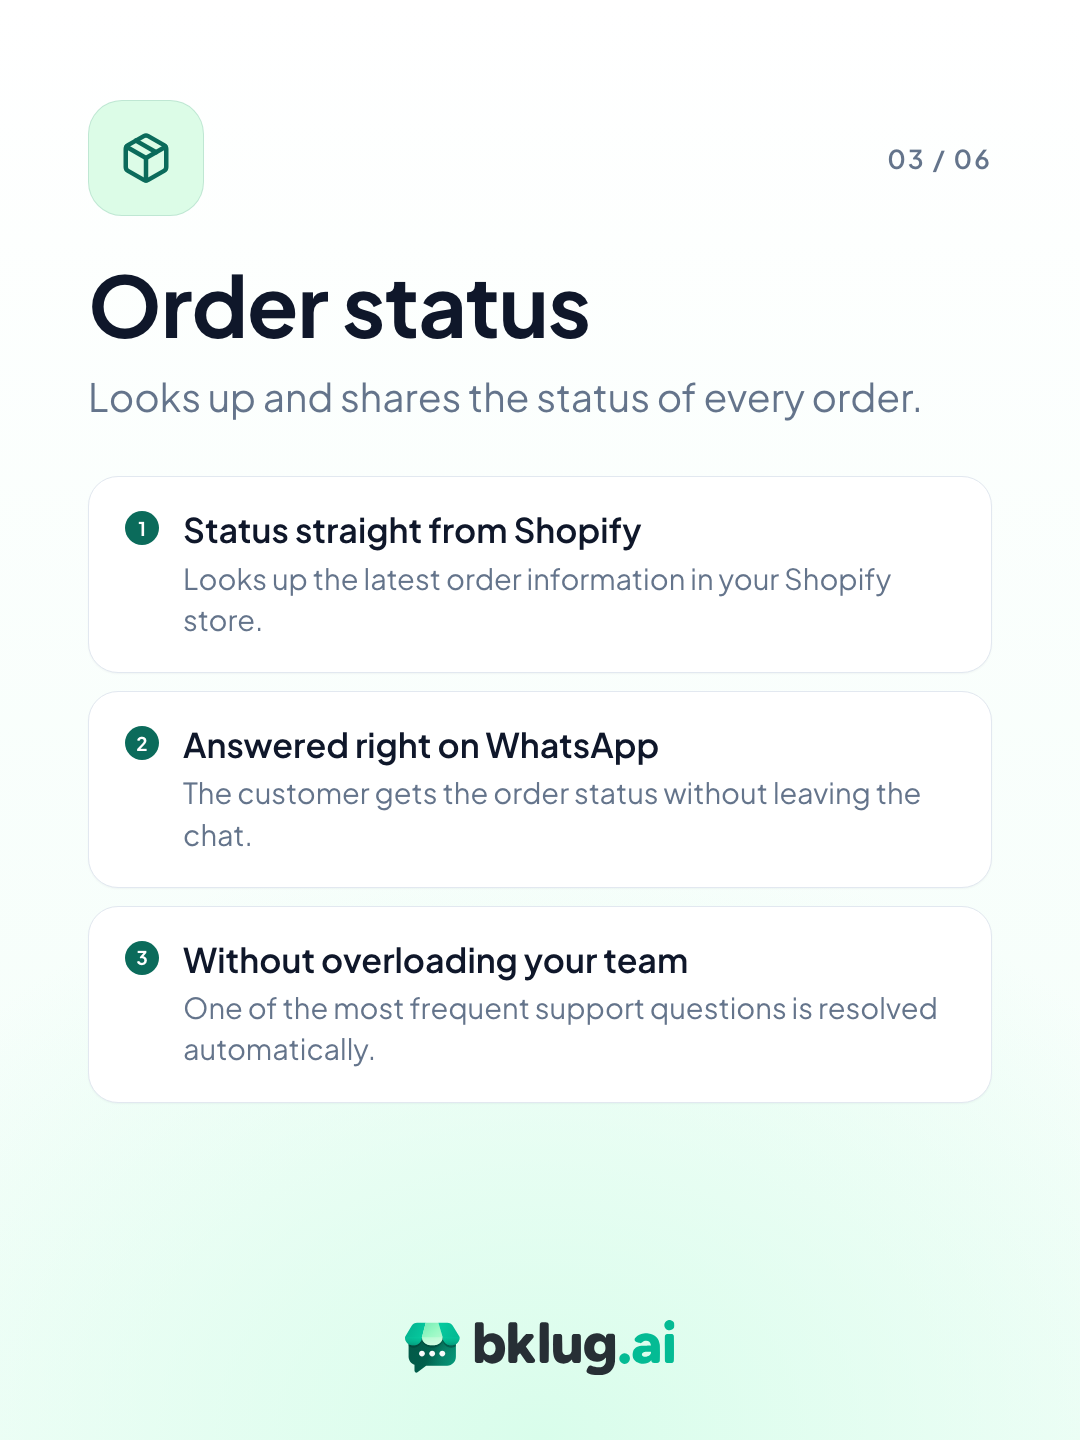 03 / 06
Order status
Looks up and shares the status of every order.
1 Status straight from Shopify
Looks up the latest order information in your Shopify
store.
2 Answered right on WhatsApp
The customer gets the order status without leaving the
chat.
3 Without overloading your team
One of the most frequent support questions is resolved
automatically.
bklug.ai